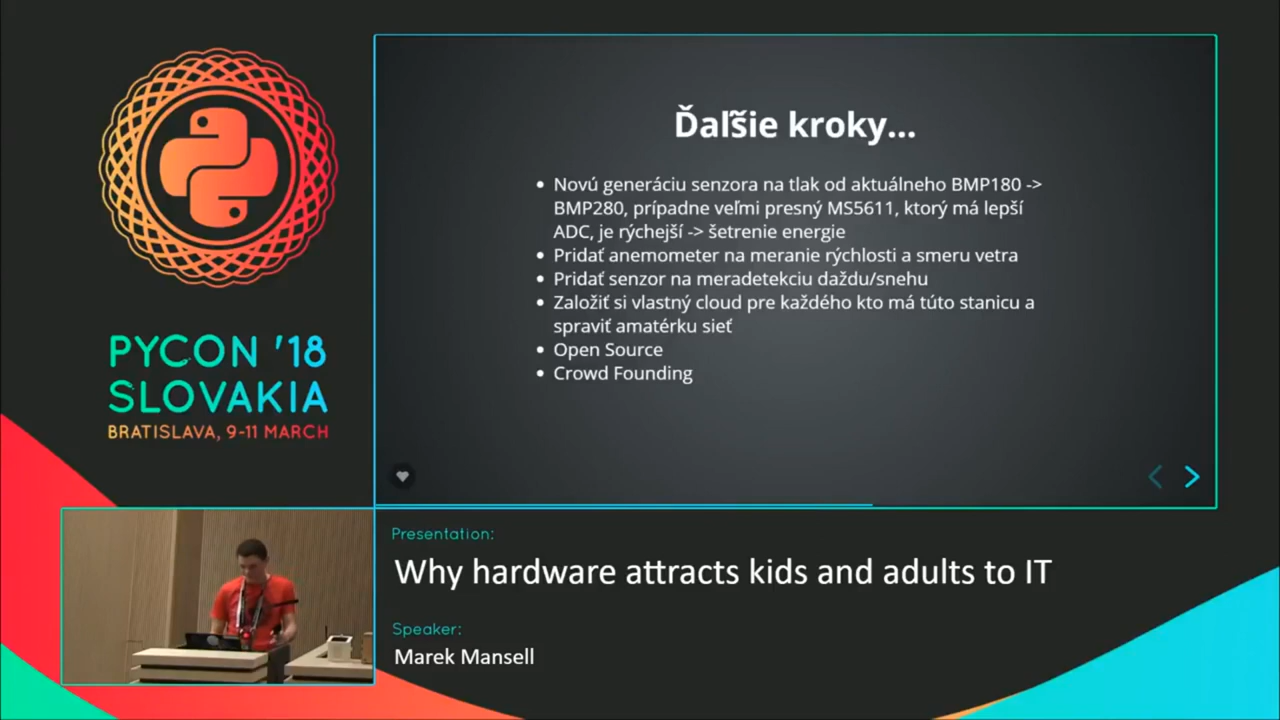 Ďaľšie kroky...
Novú generáciu senzora na tlak od aktuálneho BMP180 ->
BMP280, prípadne veľmi presný MS5611, ktorý má lepší
ADC, je rýchejší -> šetrenie energie
Pridať anemometer na meranie rýchlosti a smeru vetra
Pridať senzor na meradetekciu daždu/snehu
Založiť si vlastný cloud pre každého kto má túto stanicu a
spraviť amatérku sieť
Open Source
Crowd Founding
PYCON '18
SLOVAKIA
BRATISLAVA, 9-11 MARCH
Presentation:
Why hardware attracts kids and adults to IT
Speaker:
Marek Mansell